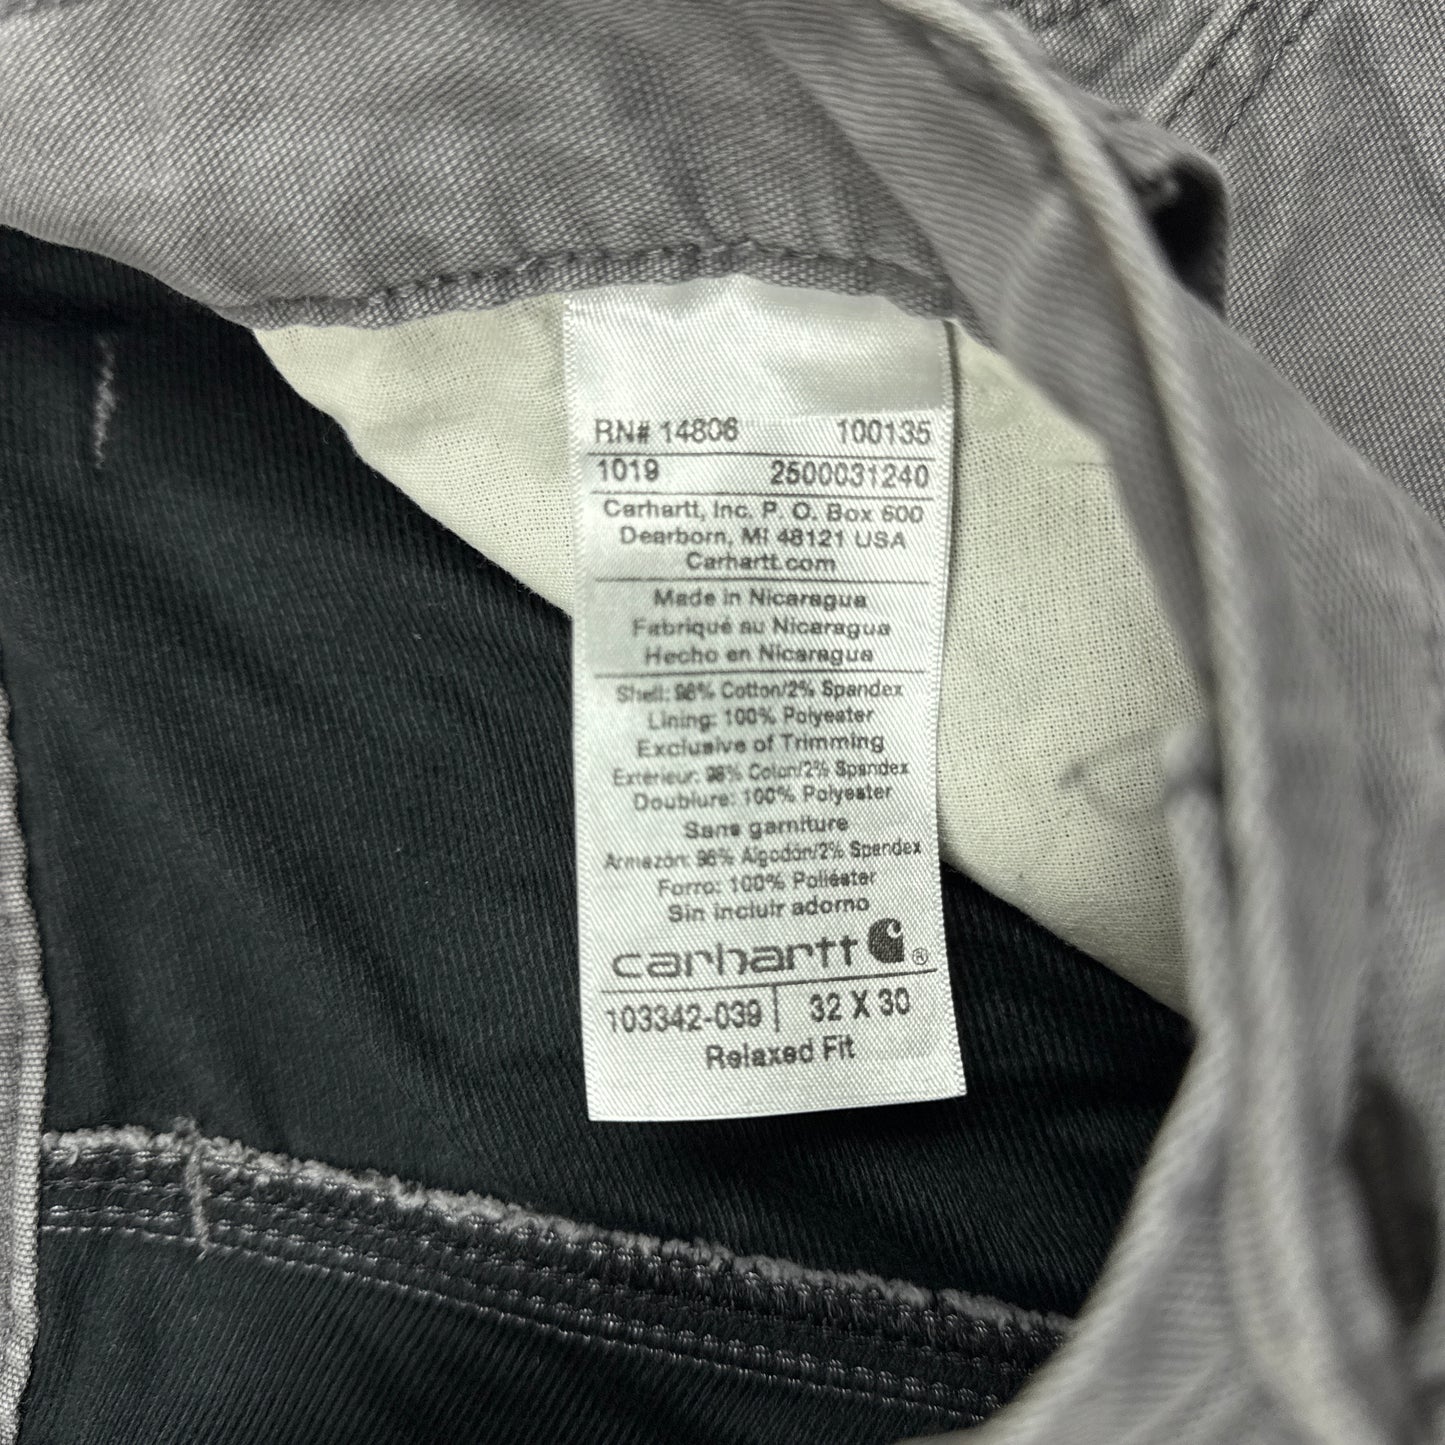 RN# 14806 100135
1019 2500031240
Carhartt, Inc. P. O. Box 600
Dearborn, MI 48121 USA
Carhartt.com
Made in Nicaragua
Fabriqué au Nicaragua
Hecho en Nicaragua
Shell: 98% Cotton/2% Spandex
Lining: 100% Polyester
Exclusive of Trimming
Extérieur: 98% Coton/2% Spandex
Doublure: 100% Polyester
Sans garniture
Armazón: 98% Algodón/2% Spandex
Forro: 100% Poliéster
Sin incluir adorno
carhartt ®
103342-039 32 X 30
Relaxed Fit